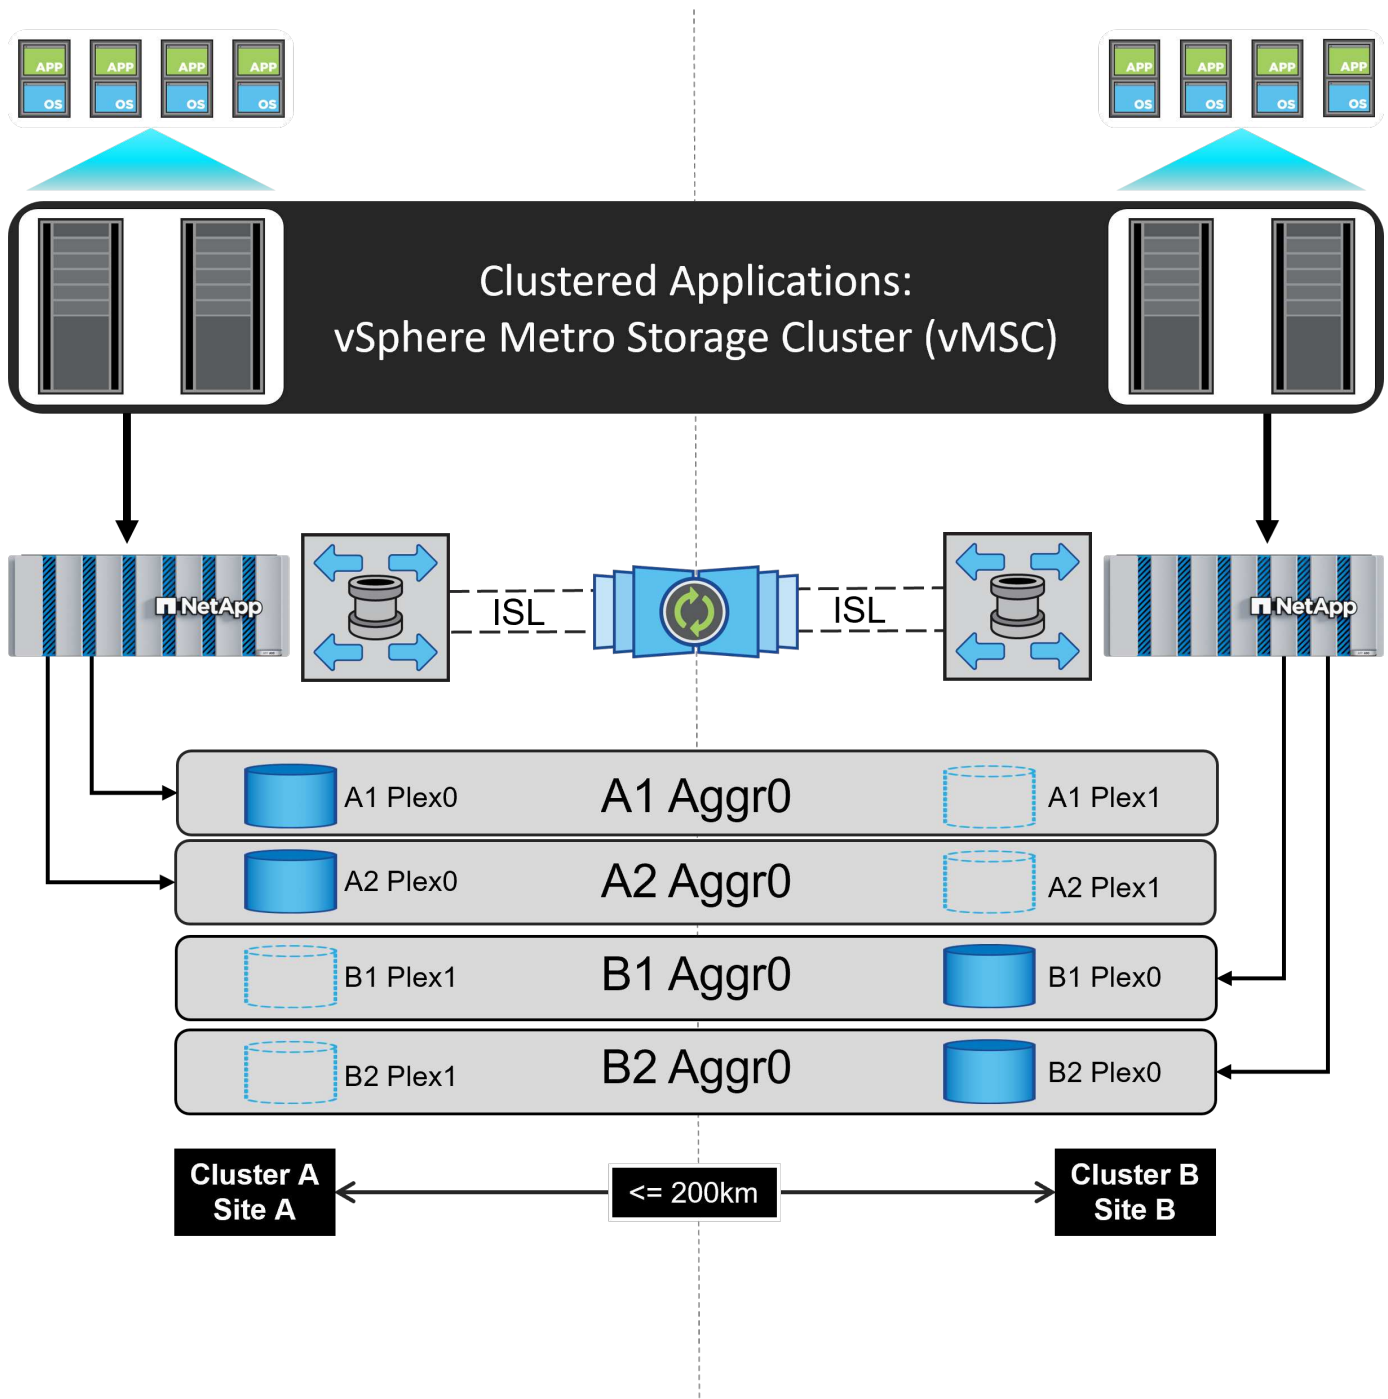 APP APP APP APP
OS OS OS OS
APP APP APP APP
OS OS OS OS
Clustered Applications:
vSphere Metro Storage Cluster (vMSC)
NetApp
ISL
ISL
NetApp
A1 Plex0 A1 Aggr0 A1 Plex1
A2 Plex0 A2 Aggr0 A2 Plex1
B1 Plex1 B1 Aggr0 B1 Plex0
B2 Plex1 B2 Aggr0 B2 Plex0
Cluster A
Site A
<= 200km
Cluster B
Site B